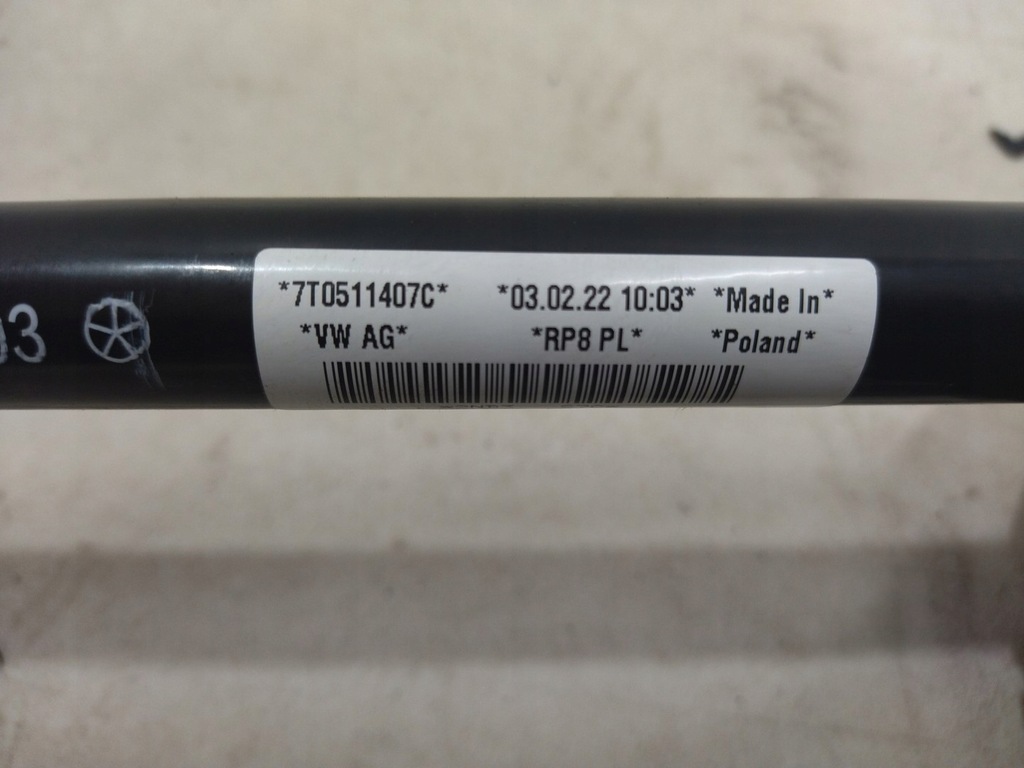 *7T0511407C* *03.02.22 10:03* *Made In*
*VW AG* *RP8 PL* *Poland*